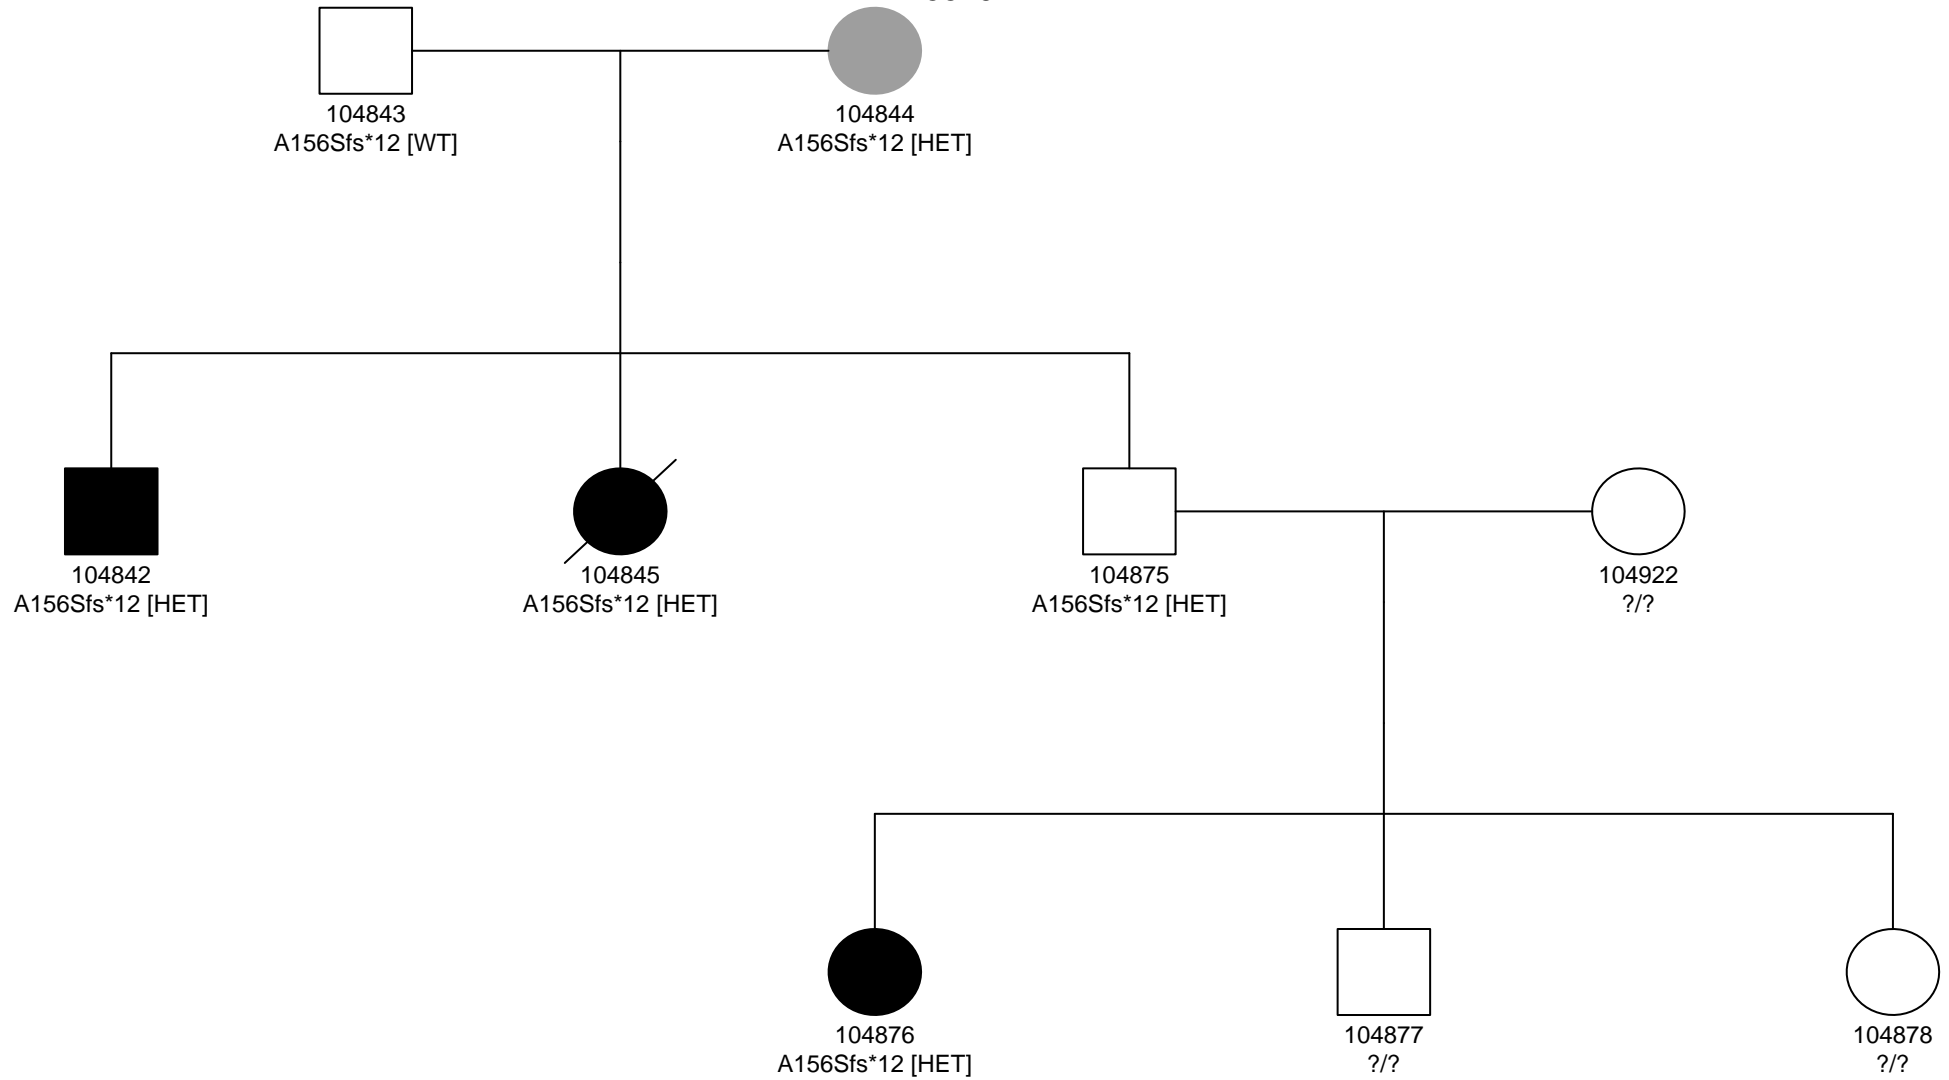 104843
A156Sfs*12 [WT]
104844
A156Sfs*12 [HET]
104842
A156Sfs*12 [HET]
104845
A156Sfs*12 [HET]
104875
A156Sfs*12 [HET]
104922
?/?
104876
A156Sfs*12 [HET]
104877
?/?
104878
?/?